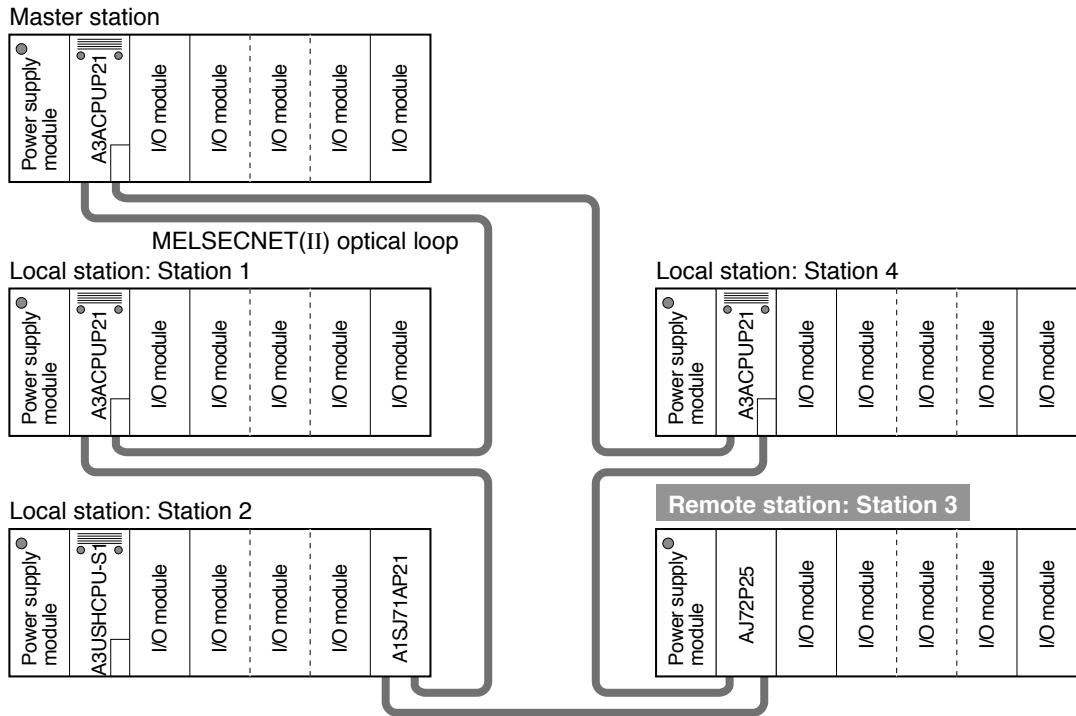 Master station
Power supply
module
A3ACPUP21
I/O module
I/O module
I/O module
I/O module
I/O module
MELSECNET(II) optical loop
Local station: Station 1
Power supply
module
A3ACPUP21
I/O module
I/O module
I/O module
I/O module
I/O module
Local station: Station 4
Power supply
module
A3ACPUP21
I/O module
I/O module
I/O module
I/O module
I/O module
Local station: Station 2
Power supply
module
A3USHCPU-S1
I/O module
I/O module
I/O module
I/O module
A1SJ71AP21
Remote station: Station 3
Power supply
module
AJ72P25
I/O module
I/O module
I/O module
I/O module
I/O module